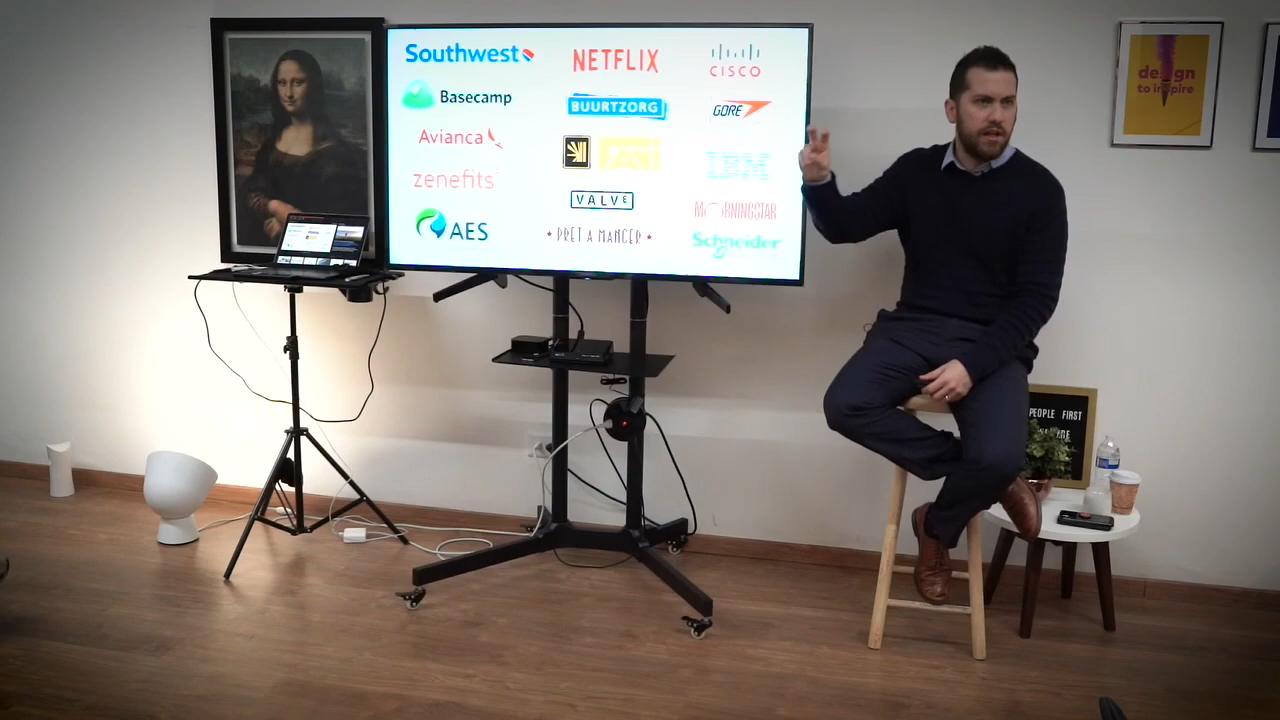 Southwest
NETFLIX
CISCO
Basecamp
BUURTZORG
GORE
Avianca
IBM
zenefits
VALVE
MORNINGSTAR
AES
PRET A MANGER
Schneider
design
to inspire
PEOPLE FIRST